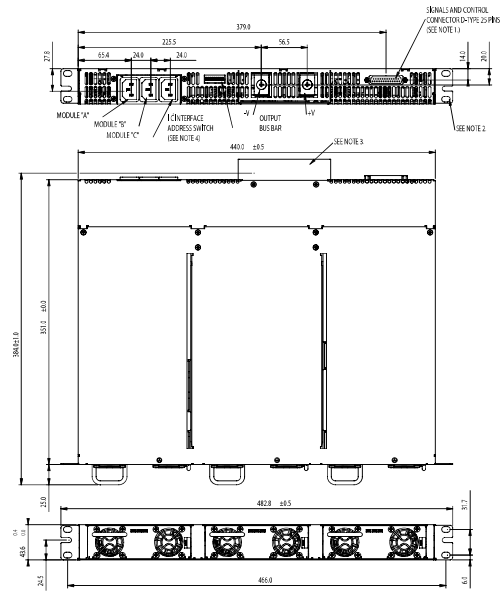 SIGNALS AND CONTROL
CONNECTOR D-TYPE 25 PINS
(SEE NOTE 1.)
379.0
225.5
56.5
65.4
24.0
24.0
27.8
14.0
20.0
MODULE "A"
MODULE "B"
MODULE "C"
I C INTERFACE
ADDRESS SWITCH
(SEE NOTE 4)
-V
OUTPUT
BUS BAR
+V
SEE NOTE 2.
SEE NOTE 3.
440.0 ±0.5
384.0±1.0
351.0 ±0.0
25.0
482.8 ±0.5
31.7
43.6
24.5
466.0
6.0